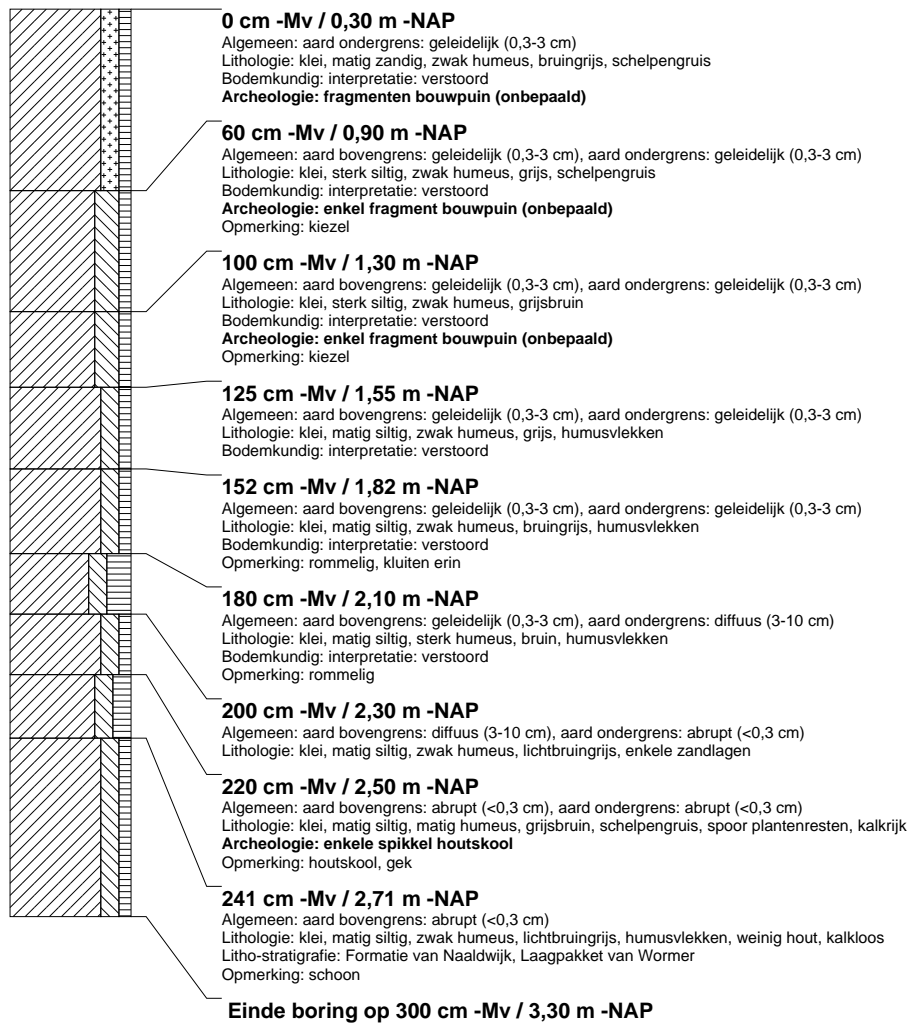 0 cm -Mv / 0,30 m -NAP
Algemeen: aard ondergrens: geleidelijk (0,3-3 cm)
Lithologie: klei, matig zandig, zwak humeus, bruingrijs, schelpengruis
Bodemkundig: interpretatie: verstoord
Archeologie: fragmenten bouwpuin (onbepaald)
60 cm -Mv / 0,90 m -NAP
Algemeen: aard bovengrens: geleidelijk (0,3-3 cm), aard ondergrens: geleidelijk (0,3-3 cm)
Lithologie: klei, sterk siltig, zwak humeus, grijs, schelpengruis
Bodemkundig: interpretatie: verstoord
Archeologie: enkel fragment bouwpuin (onbepaald)
Opmerking: kiezel
100 cm -Mv / 1,30 m -NAP
Algemeen: aard bovengrens: geleidelijk (0,3-3 cm), aard ondergrens: geleidelijk (0,3-3 cm)
Lithologie: klei, sterk siltig, zwak humeus, grijsbruin
Bodemkundig: interpretatie: verstoord
Archeologie: enkel fragment bouwpuin (onbepaald)
Opmerking: kiezel
125 cm -Mv / 1,55 m -NAP
Algemeen: aard bovengrens: geleidelijk (0,3-3 cm), aard ondergrens: geleidelijk (0,3-3 cm)
Lithologie: klei, matig siltig, zwak humeus, grijs, humusvlekken
Bodemkundig: interpretatie: verstoord
152 cm -Mv / 1,82 m -NAP
Algemeen: aard bovengrens: geleidelijk (0,3-3 cm), aard ondergrens: geleidelijk (0,3-3 cm)
Lithologie: klei, matig siltig, zwak humeus, bruingrijs, humusvlekken
Bodemkundig: interpretatie: verstoord
Opmerking: rommelig, kluiten erin
180 cm -Mv / 2,10 m -NAP
Algemeen: aard bovengrens: geleidelijk (0,3-3 cm), aard ondergrens: diffuus (3-10 cm)
Lithologie: klei, matig siltig, sterk humeus, bruin, humusvlekken
Bodemkundig: interpretatie: verstoord
Opmerking: rommelig
200 cm -Mv / 2,30 m -NAP
Algemeen: aard bovengrens: diffuus (3-10 cm), aard ondergrens: abrupt (<0,3 cm)
Lithologie: klei, matig siltig, zwak humeus, lichtbruingrijs, enkele zandlagen
220 cm -Mv / 2,50 m -NAP
Algemeen: aard bovengrens: abrupt (<0,3 cm), aard ondergrens: abrupt (<0,3 cm)
Lithologie: klei, matig siltig, matig humeus, grijsbruin, schelpengruis, spoor plantenresten, kalkrijk
Archeologie: enkele spikkel houtskool
Opmerking: houtskool, gek
241 cm -Mv / 2,71 m -NAP
Algemeen: aard bovengrens: abrupt (<0,3 cm)
Lithologie: klei, matig siltig, zwak humeus, lichtbruingrijs, humusvlekken, weinig hout, kalkloos
Litho-stratigrafie: Formatie van Naaldwijk, Laagpakket van Wormer
Opmerking: schoon
Einde boring op 300 cm -Mv / 3,30 m -NAP